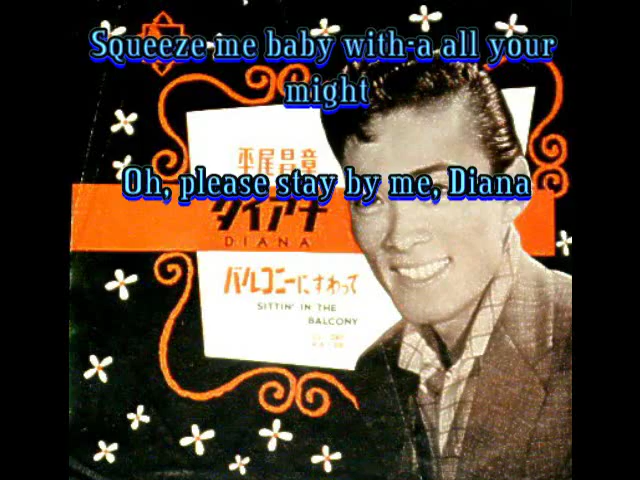 Squeeze me baby with-a all your
might
平尾昌章
Oh, please stay by me, Diana
ダイアナ
DIANA
バルコニーにすわって
SITTIN' IN THE
BALCONY